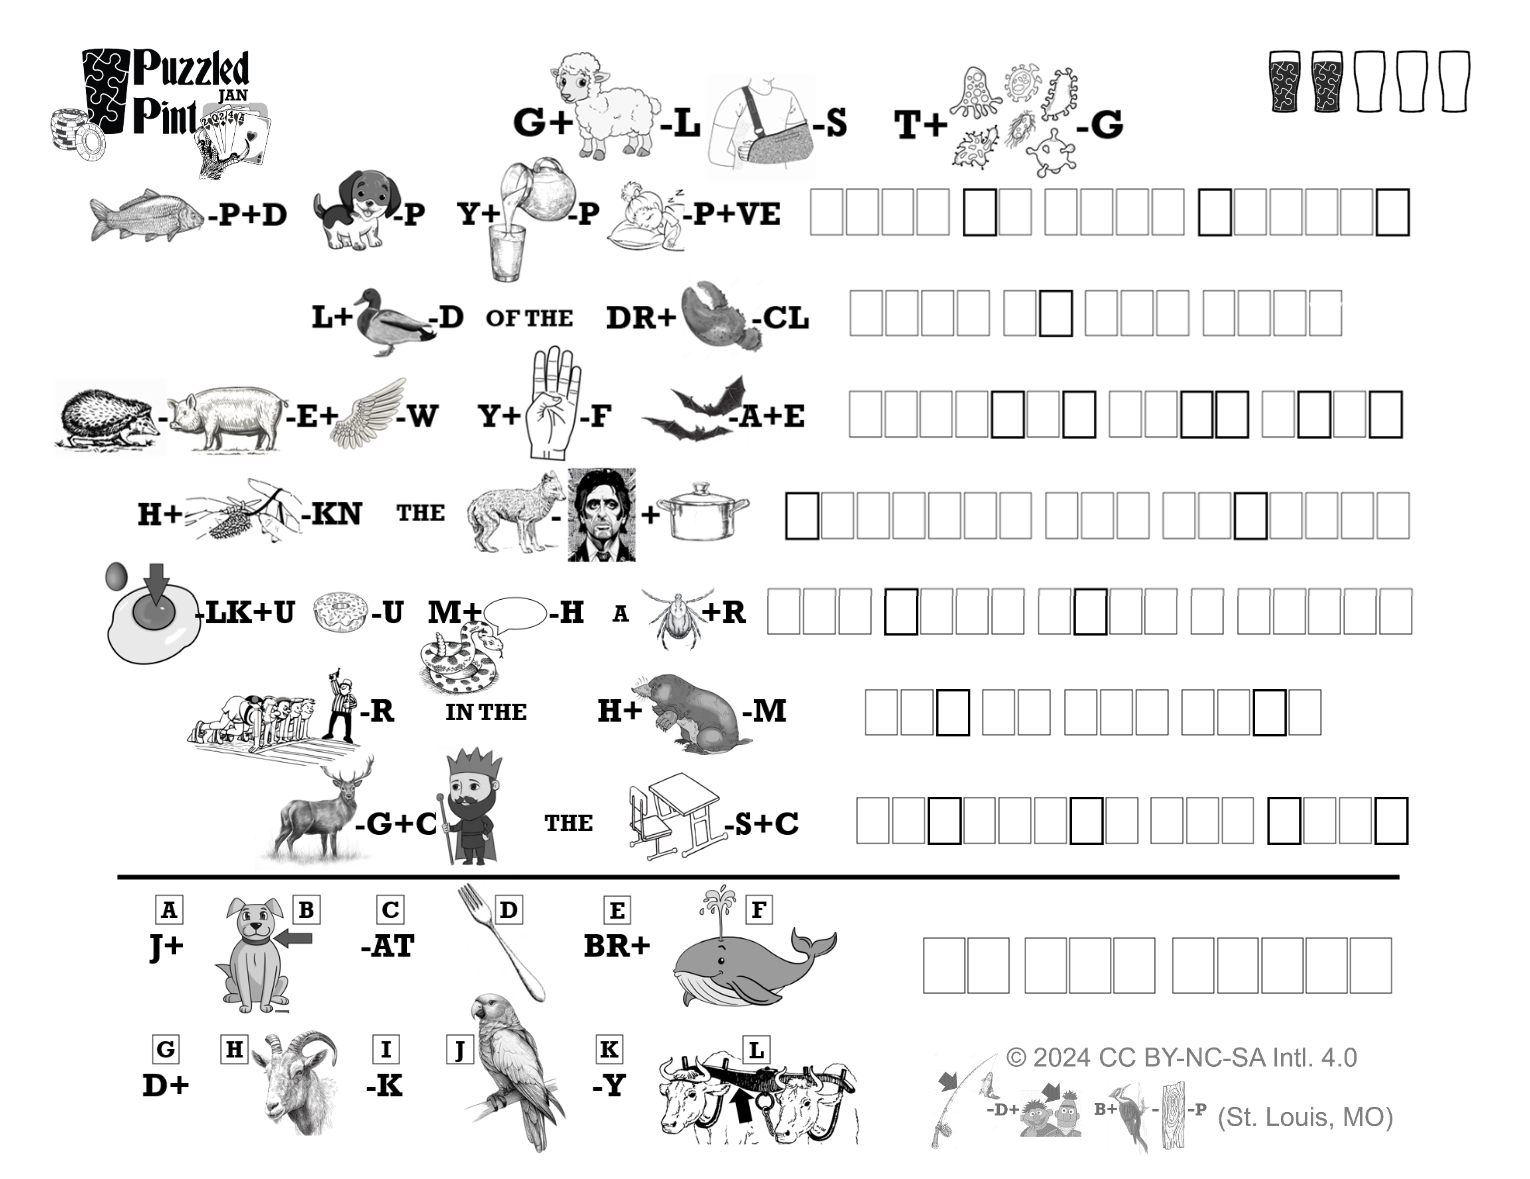 Puzzled
Pint
JAN
G+ -L -S T+ -G
-P+D -P Y+ -P -P+VE
L+ -D OF THE DR+ -CL
- -E+ -W Y+ -F -A+E
H+ -KN THE - +
-LK+U -U M+ -H A +R
-R IN THE H+ -M
-G+C THE -S+C
A B C D E F
J+ -AT BR+
G H I J K L
D+ -K -Y
© 2024 CC BY-NC-SA Intl. 4.0
-D+ B+ - -P (St. Louis, MO)